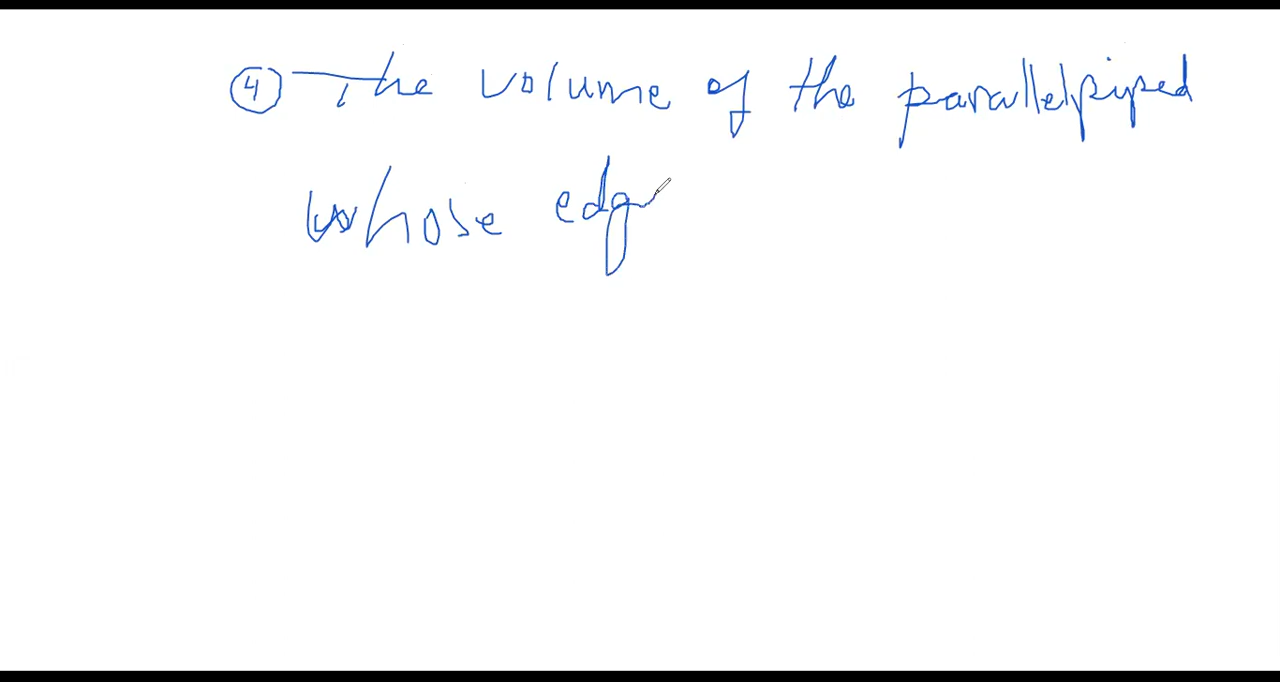 ④ The volume of the parallelpiped
whose edg